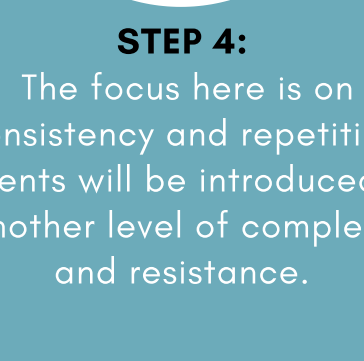 STEP 4:
The focus here is on
nsistency and repetiti
ents will be introduce
nother level of comple
and resistance.